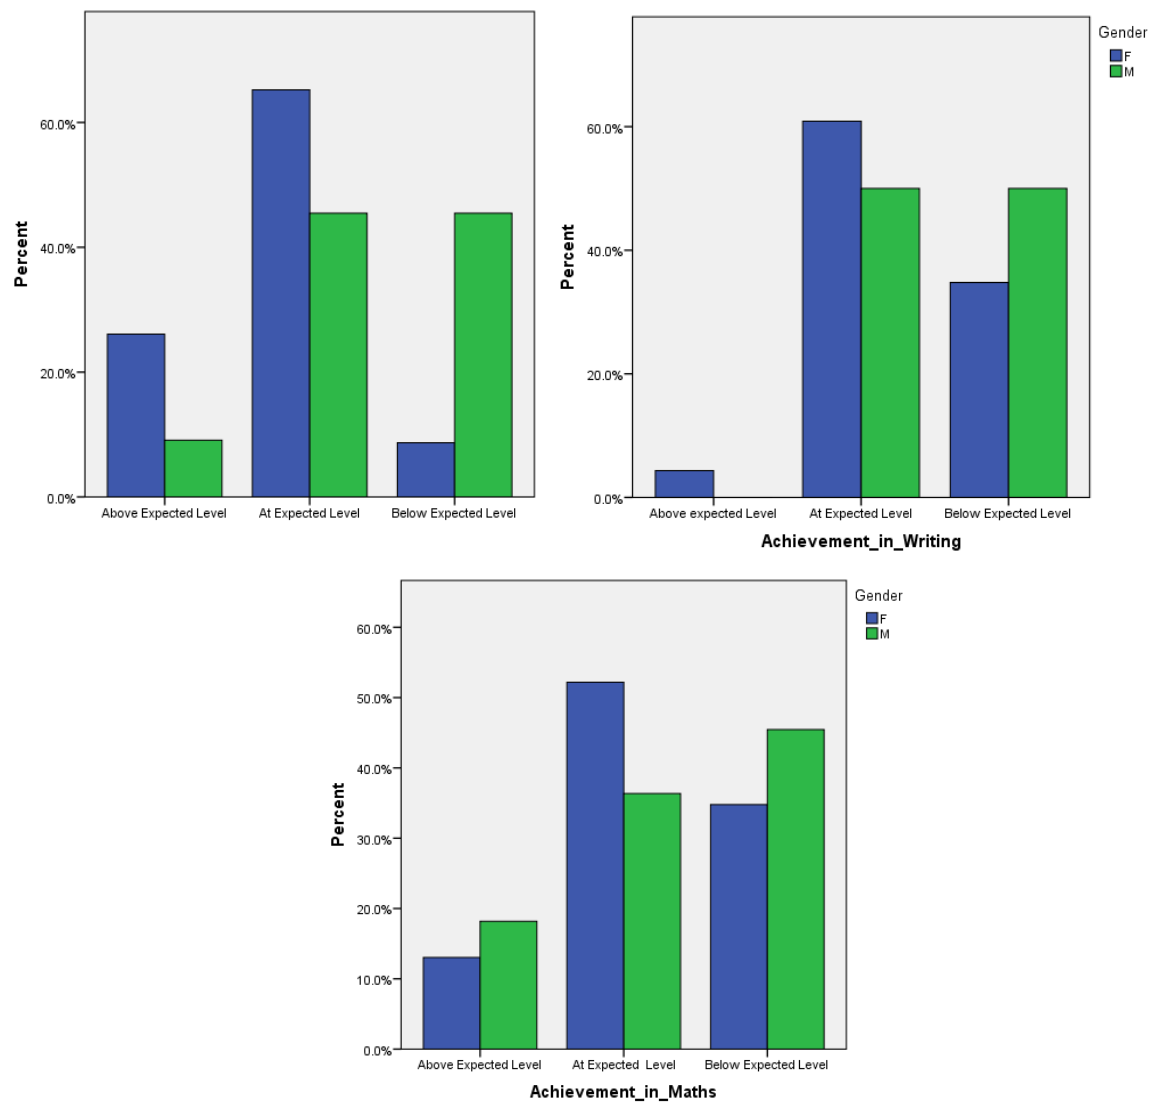 Percent
60.0%
40.0%
20.0%
0.0%
Above Expected Level At Expected Level Below Expected Level
Gender
F
M
Percent
60.0%
40.0%
20.0%
0.0%
Above expected Level At Expected Level Below Expected Level
Achievement_in_Writing
Gender
F
M
Percent
60.0%
50.0%
40.0%
30.0%
20.0%
10.0%
0.0%
Above Expected Level At Expected Level Below Expected Level
Achievement_in_Maths